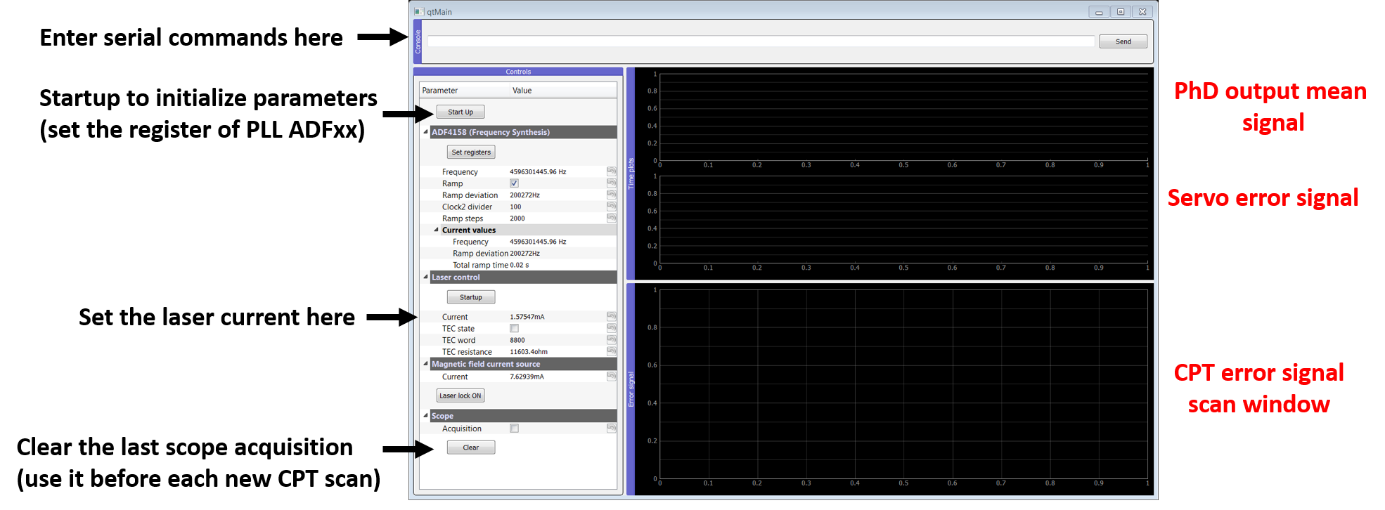 qtMain
Enter serial commands here
Console
Send
Controls
Parameter Value
Startup to initialize parameters
(set the register of PLL ADFxx)
Start Up
ADF4158 (Frequency Synthesis)
Set registers
Frequency 4596301445.96 Hz
Ramp
Ramp deviation 200272Hz
Clock2 divider 100
Ramp steps 2000
Current values
Frequency 4596301445.96 Hz
Ramp deviation 200272Hz
Total ramp time 0.02 s
Laser control
Startup
Set the laser current here
Current 1.57547mA
TEC state
TEC word 8800
TEC resistance 11603.4ohm
Magnetic field current source
Current 7.62939mA
Laser lock ON
Scope
Acquisition
Clear the last scope acquisition
(use it before each new CPT scan)
Clear
Time plots
1
0.8
0.6
0.4
0.2
0
0 0.1 0.2 0.3 0.4 0.5 0.6 0.7 0.8 0.9 1
PhD output mean
signal
1
0.8
0.6
0.4
0.2
0
0 0.1 0.2 0.3 0.4 0.5 0.6 0.7 0.8 0.9 1
Servo error signal
Error signal
1
0.8
0.6
0.4
0.2
0
0 0.1 0.2 0.3 0.4 0.5 0.6 0.7 0.8 0.9 1
CPT error signal
scan window